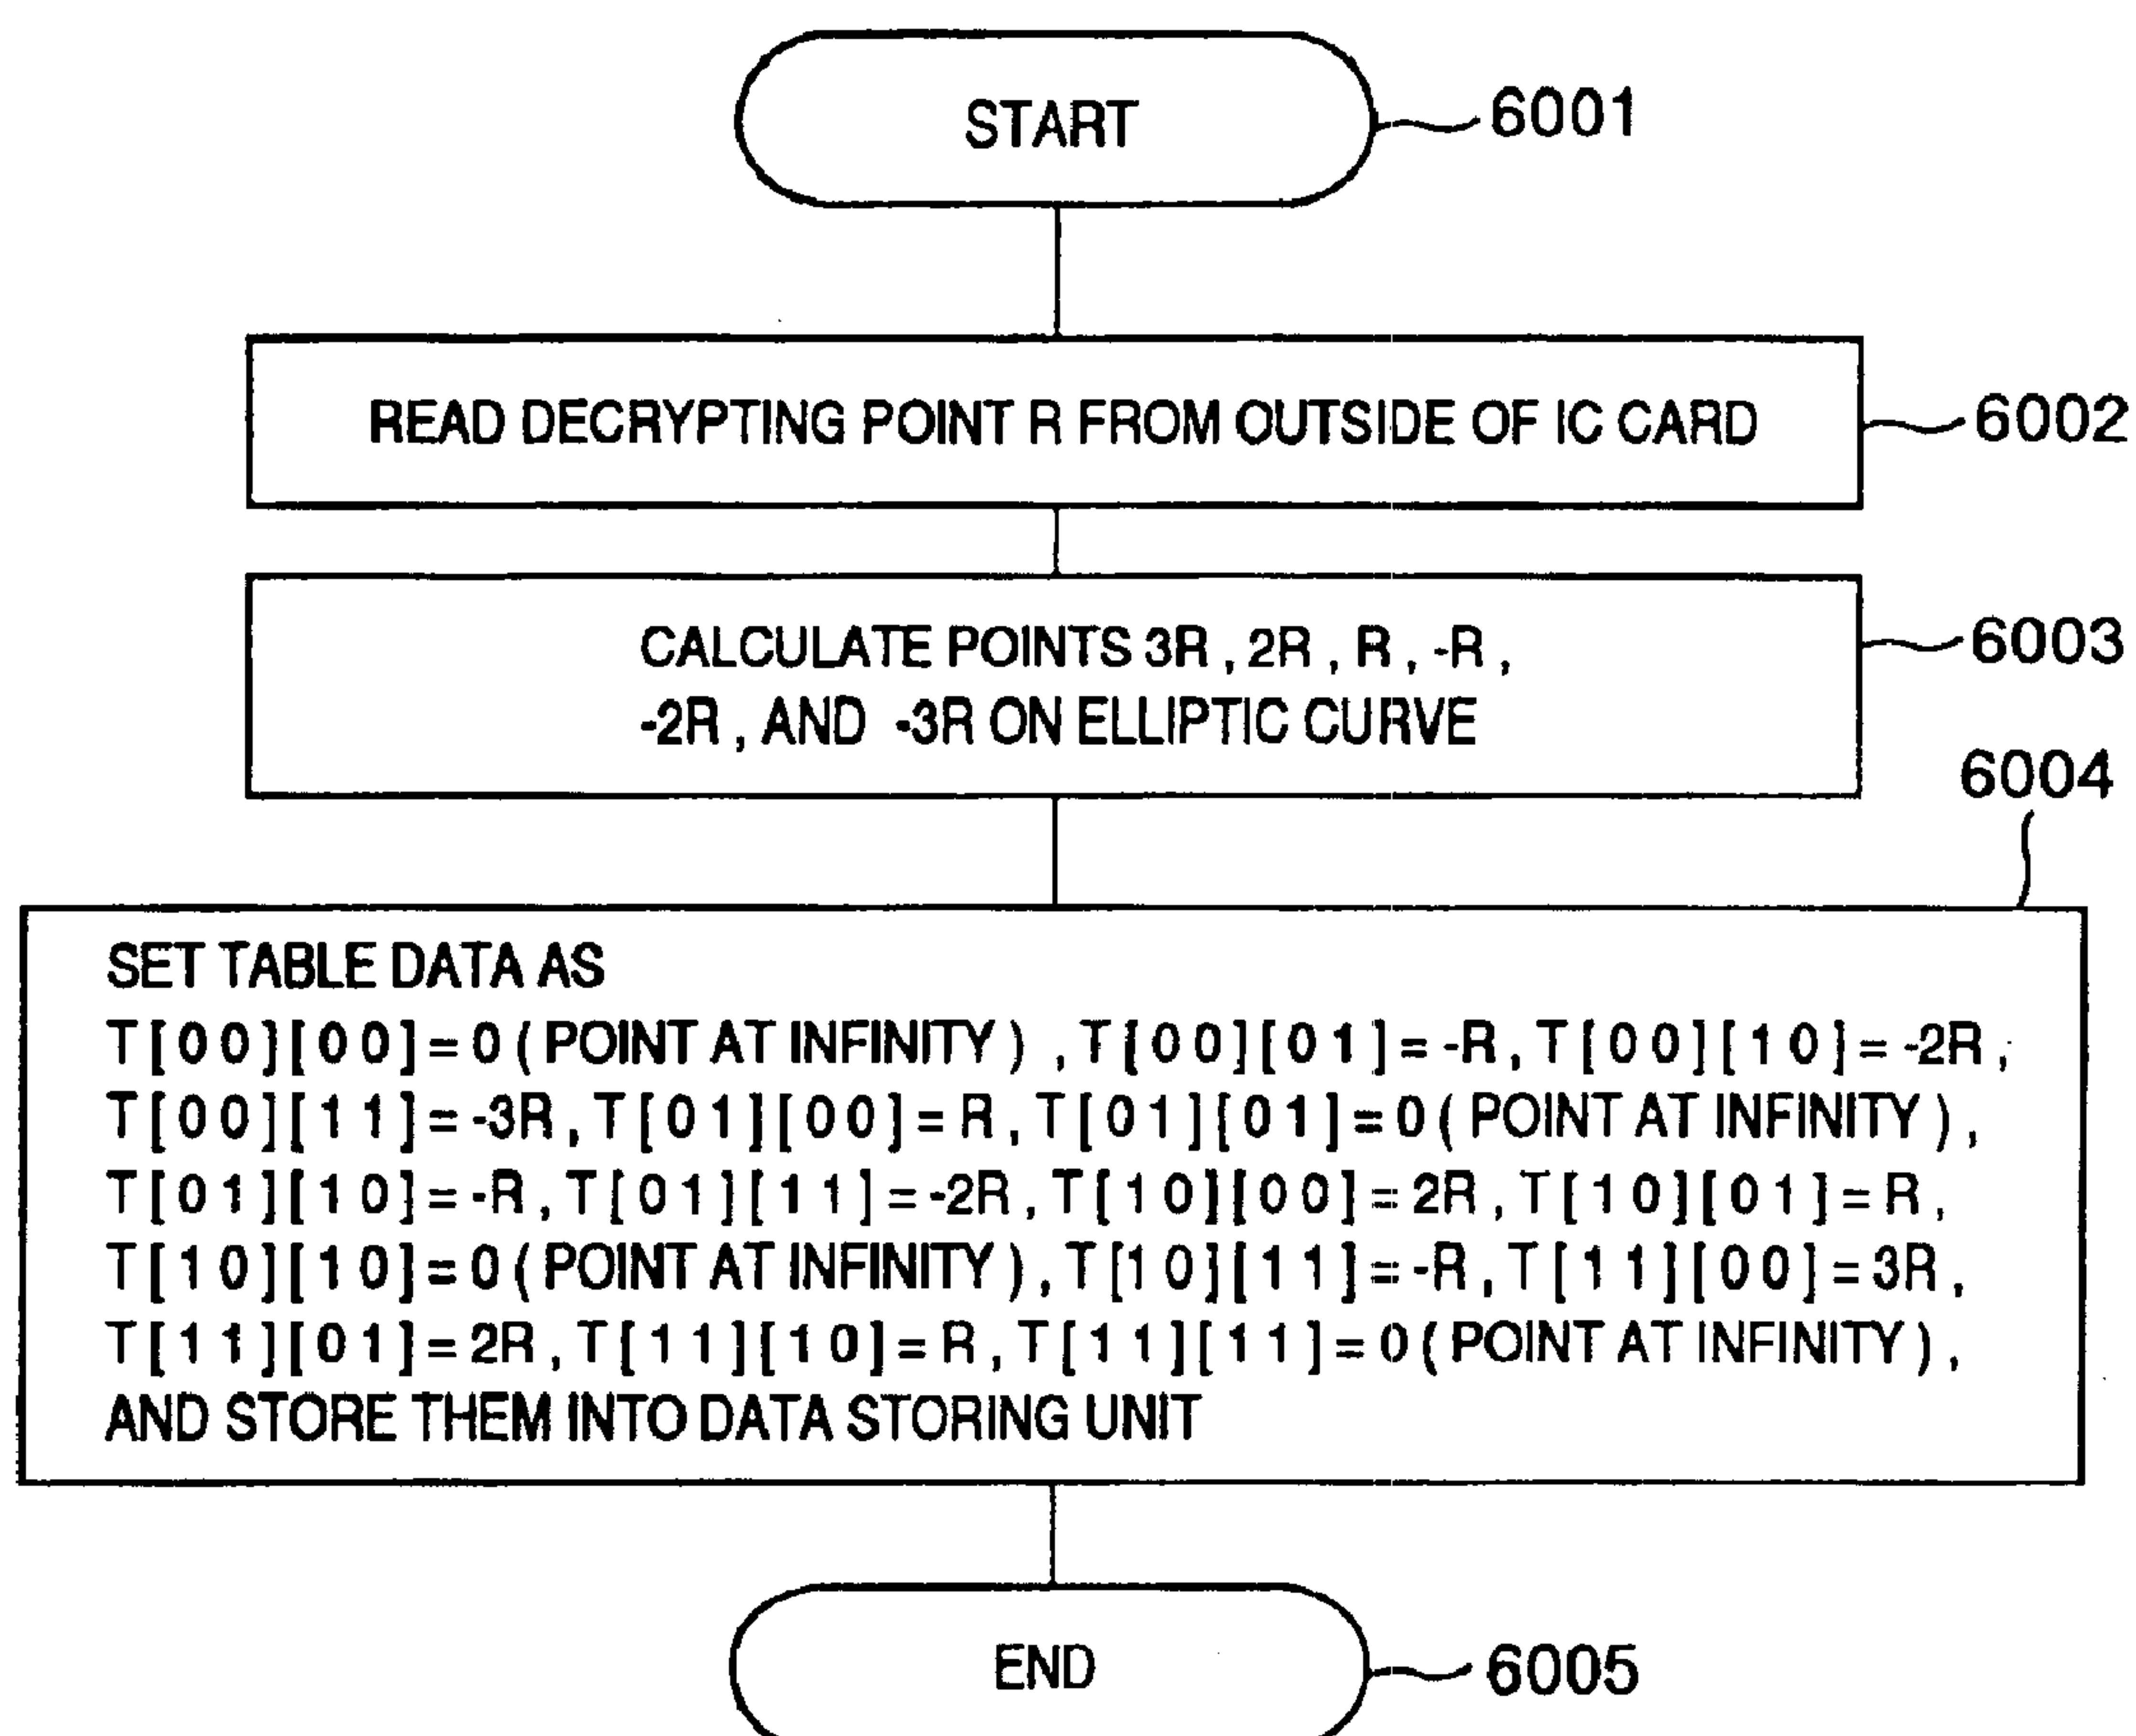 START
6001
READ DECRYPTING POINT R FROM OUTSIDE OF IC CARD
6002
CALCULATE POINTS 3R , 2R , R , -R ,
-2R , AND -3R ON ELLIPTIC CURVE
6003
6004
SET TABLE DATA AS
T [ 0 0 ] [ 0 0 ] = 0 ( POINT AT INFINITY ) , T [ 0 0 ] [ 0 1 ] = -R , T [ 0 0 ] [ 1 0 ] = -2R ,
T [ 0 0 ] [ 1 1 ] = -3R , T [ 0 1 ] [ 0 0 ] = R , T [ 0 1 ] [ 0 1 ] = 0 ( POINT AT INFINITY ) ,
T [ 0 1 ] [ 1 0 ] = -R , T [ 0 1 ] [ 1 1 ] = -2R , T [ 1 0 ] [ 0 0 ] = 2R , T [ 1 0 ] [ 0 1 ] = R ,
T [ 1 0 ] [ 1 0 ] = 0 ( POINT AT INFINITY ) , T [ 1 0 ] [ 1 1 ] = -R , T [ 1 1 ] [ 0 0 ] = 3R ,
T [ 1 1 ] [ 0 1 ] = 2R , T [ 1 1 ] [ 1 0 ] = R , T [ 1 1 ] [ 1 1 ] = 0 ( POINT AT INFINITY ) ,
AND STORE THEM INTO DATA STORING UNIT
END
6005